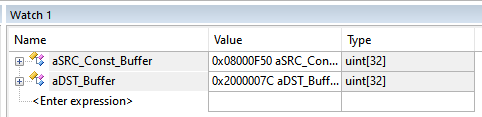 Watch 1
Name Value Type
aSRC_Const_Buffer 0x08000F50 aSRC_Con... uint[32]
aDST_Buffer 0x2000007C aDST_Buff... uint[32]
<Enter expression>